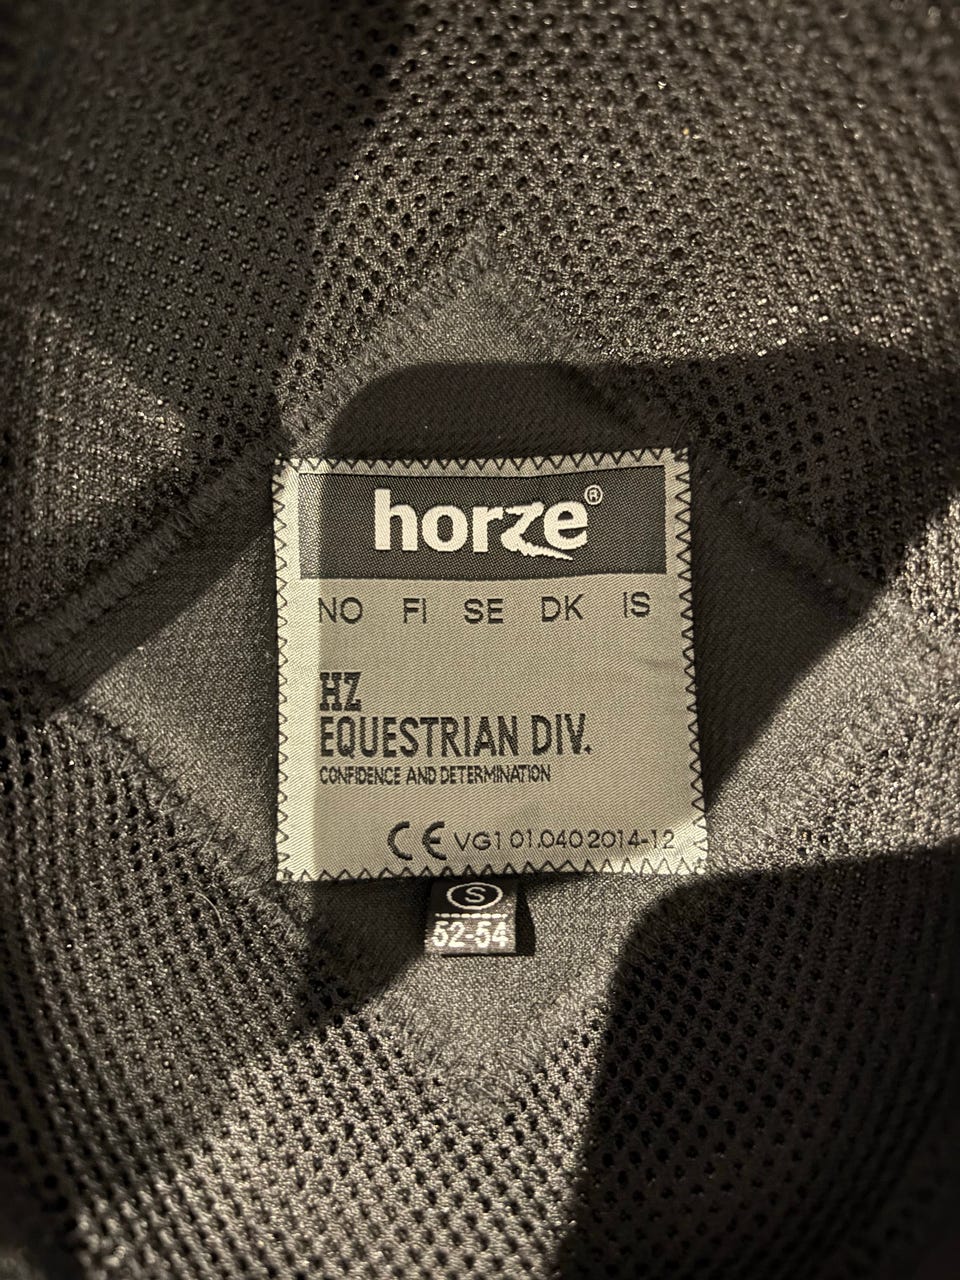 horze®
NO FI SE DK IS
HZ
EQUESTRIAN DIV.
CONFIDENCE AND DETERMINATION
CE VG1 01.040 2014-12
S
52-54